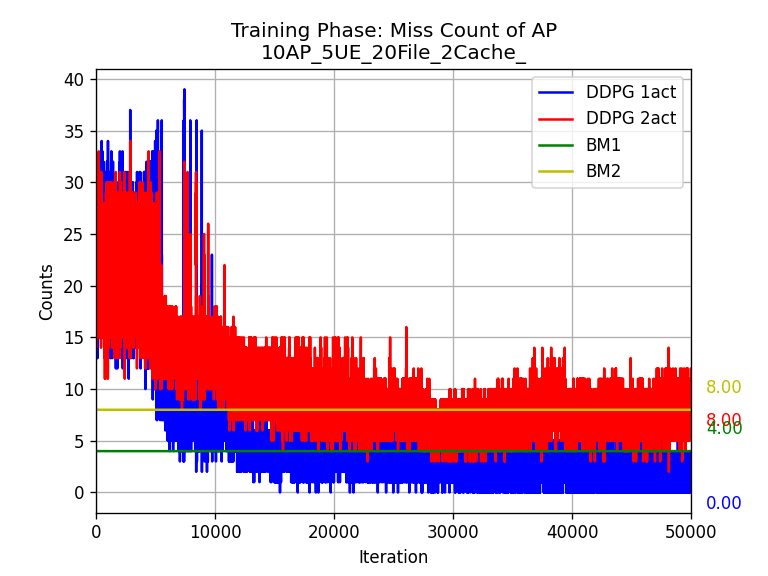 Training Phase: Miss Count of AP
10AP_5UE_20File_2Cache_
Counts
40
35
30
25
20
15
10
5
0
DDPG 1act
DDPG 2act
BM1
BM2
8.00
8.00
4.00
0.00
0
10000
20000
30000
40000
50000
Iteration